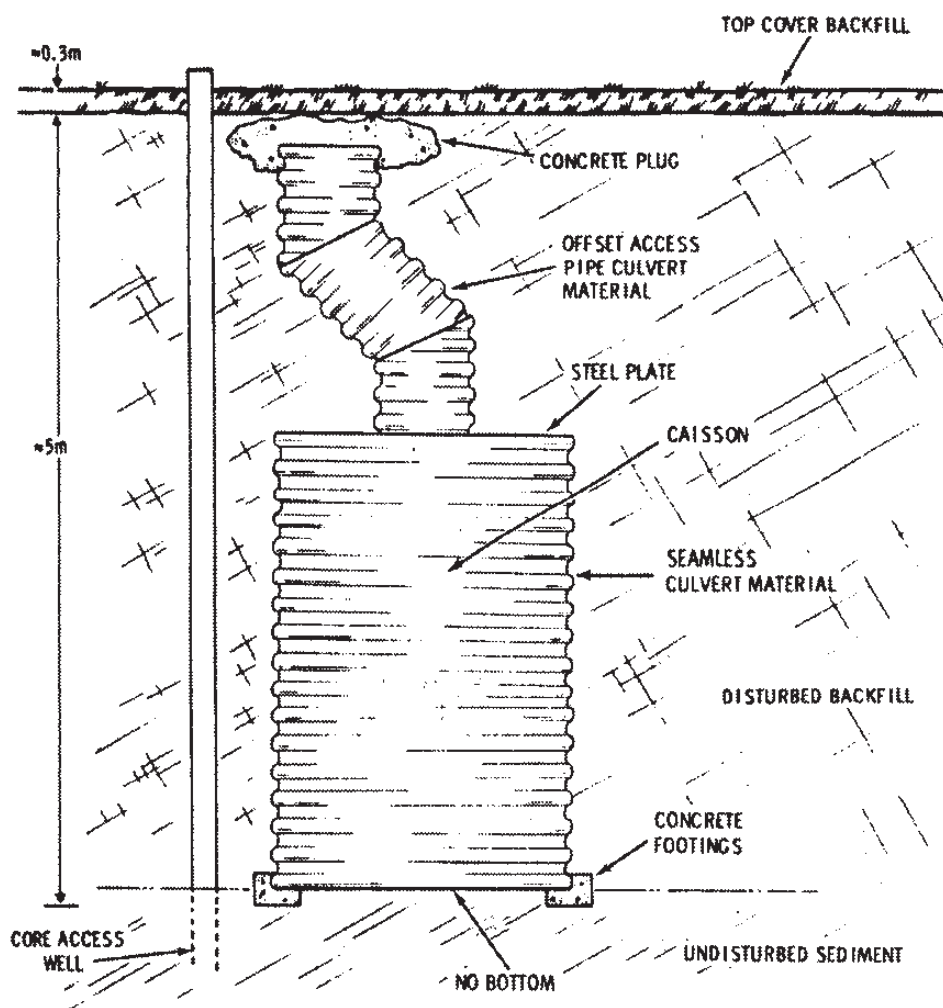 TOP COVER BACKFILL
≈0.3m
CONCRETE PLUG
OFFSET ACCESS
PIPE CULVERT
MATERIAL
STEEL PLATE
CAISSON
≈5m
SEAMLESS
CULVERT MATERIAL
DISTURBED BACKFILL
CONCRETE
FOOTINGS
CORE ACCESS
WELL
UNDISTURBED SEDIMENT
NO BOTTOM